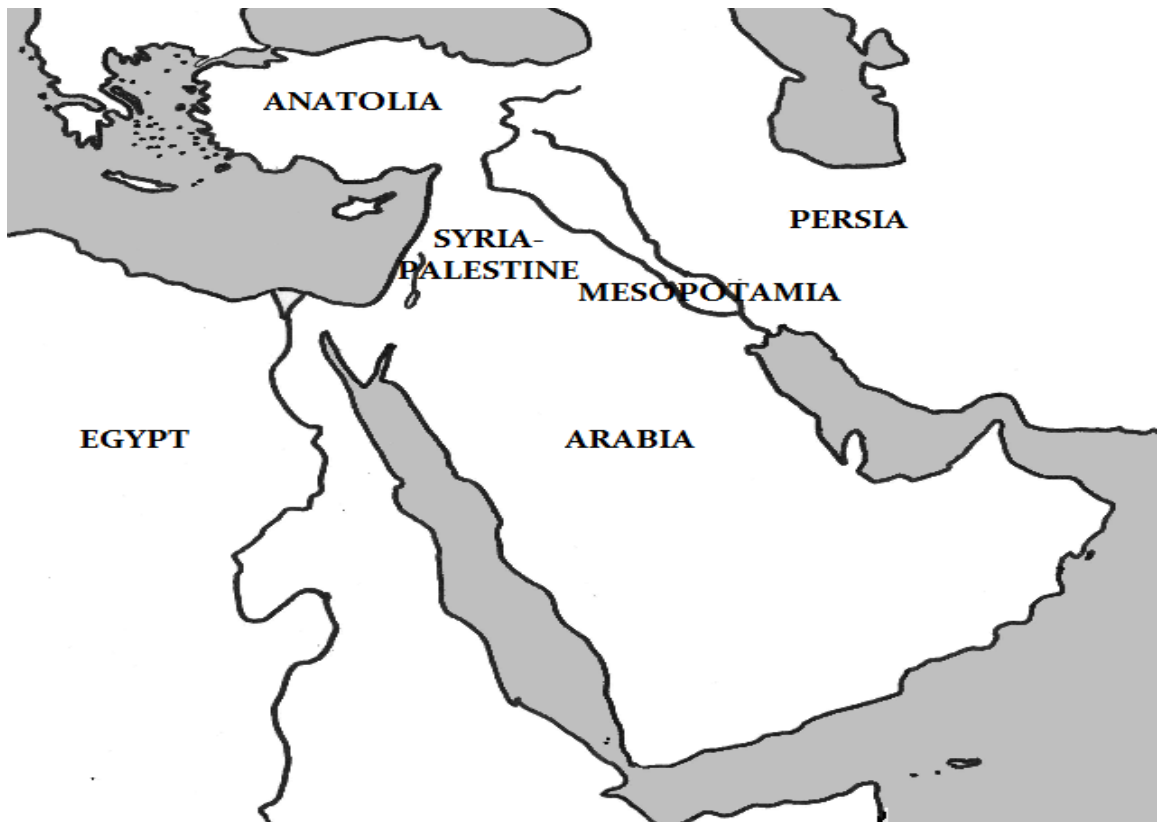 ANATOLIA
PERSIA
SYRIA-
PALESTINE
MESOPOTAMIA
EGYPT
ARABIA